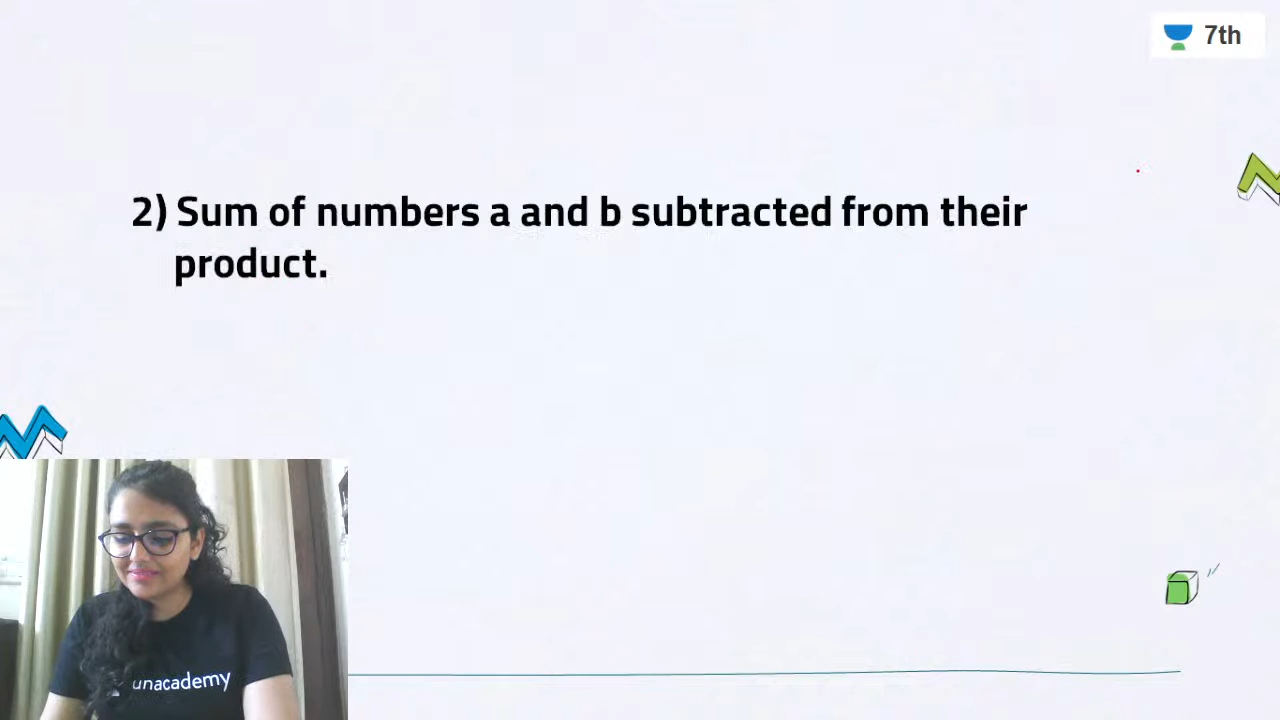 7th
2) Sum of numbers a and b subtracted from their
product.
unacademy